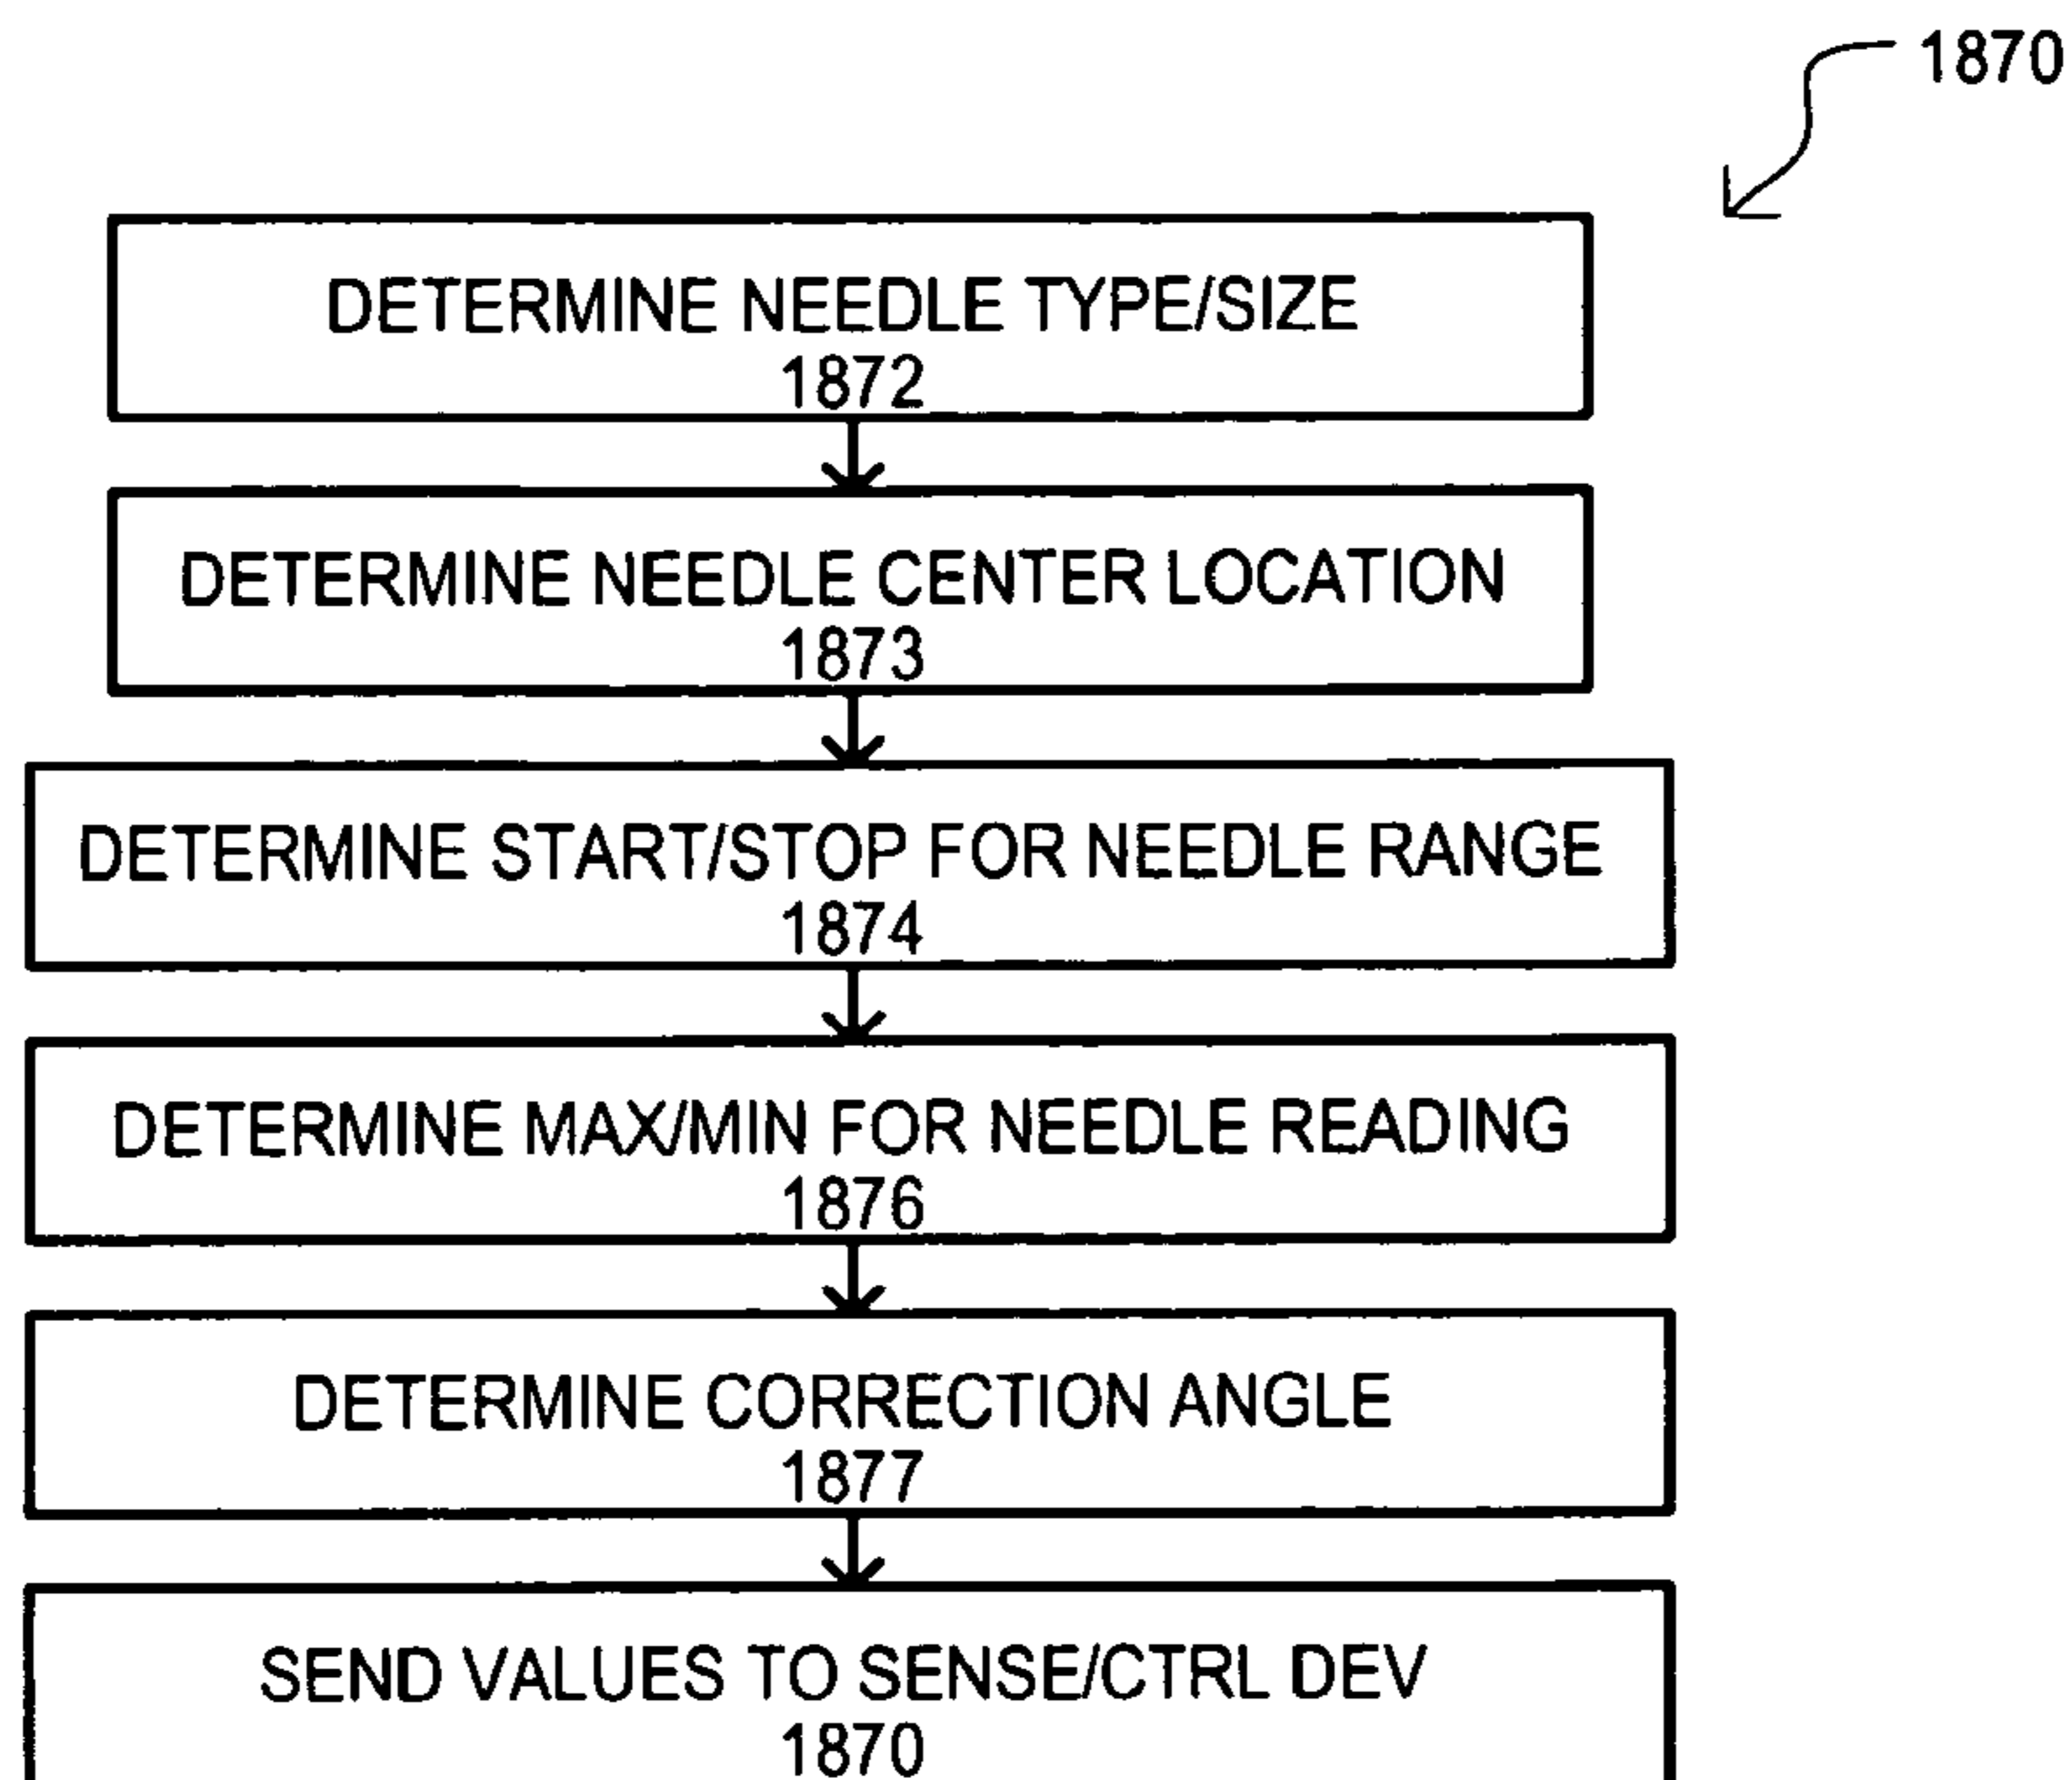 1870
DETERMINE NEEDLE TYPE/SIZE
1872
DETERMINE NEEDLE CENTER LOCATION
1873
DETERMINE START/STOP FOR NEEDLE RANGE
1874
DETERMINE MAX/MIN FOR NEEDLE READING
1876
DETERMINE CORRECTION ANGLE
1877
SEND VALUES TO SENSE/CTRL DEV
1870